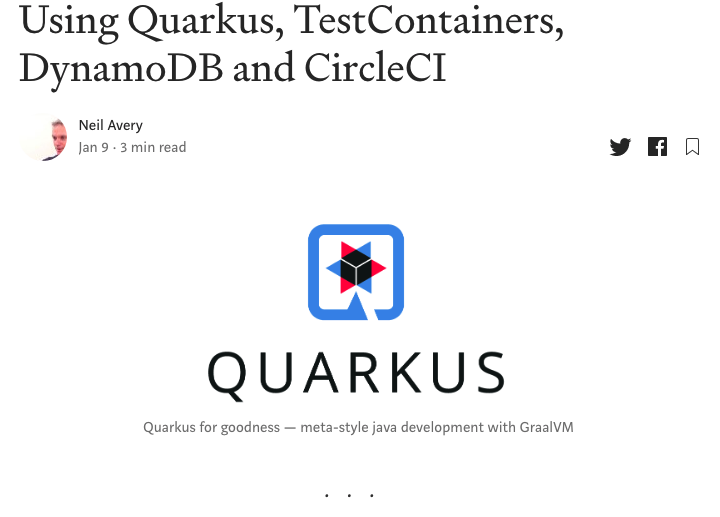 Using Quarkus, TestContainers,
DynamoDB and CircleCI
Neil Avery
Jan 9 · 3 min read
QUARKUS
Quarkus for goodness — meta-style java development with GraalVM
. . .